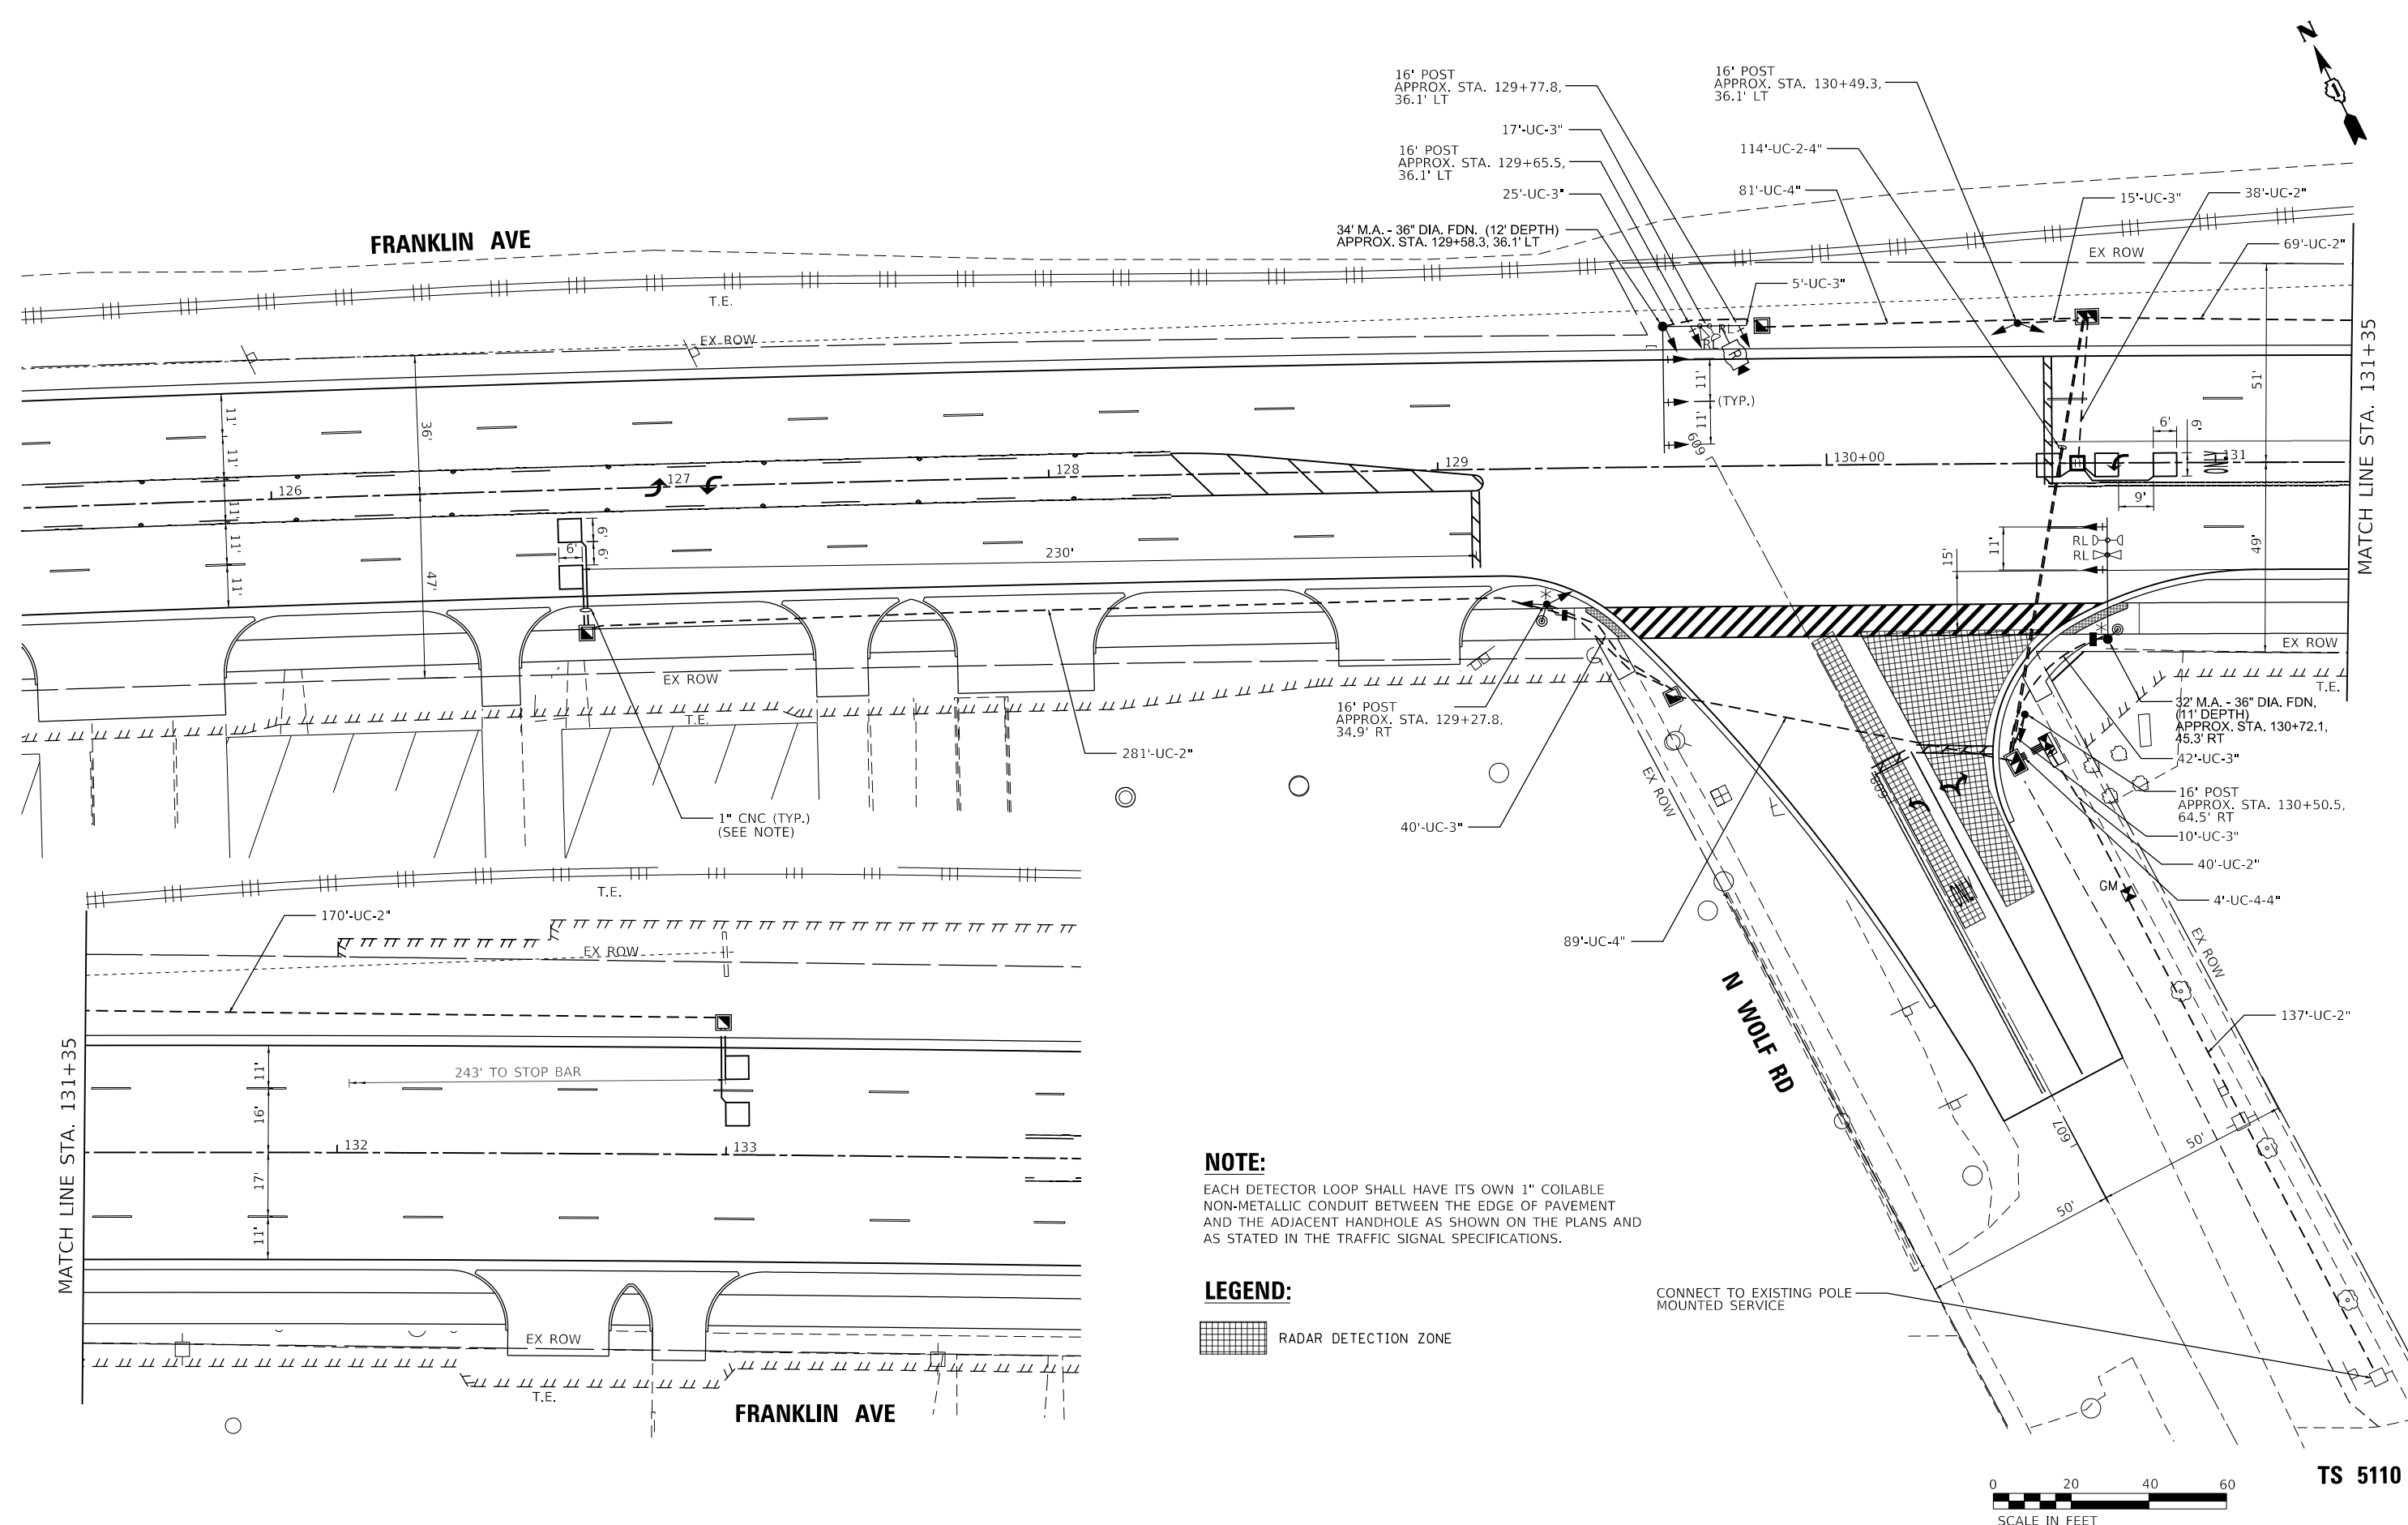 N
16' POST
APPROX. STA. 129+77.8,
36.1' LT
16' POST
APPROX. STA. 130+49.3,
36.1' LT
17'-UC-3"
16' POST
APPROX. STA. 129+65.5,
36.1' LT
114'-UC-2-4"
25'-UC-3"
81'-UC-4"
15'-UC-3"
38'-UC-2"
34' M.A. - 36" DIA. FDN. (12' DEPTH)
APPROX. STA. 129+58.3, 36.1' LT
69'-UC-2"
FRANKLIN AVE
EX ROW
T.E.
5'-UC-3"
EX ROW
RL
RL
R
11'
(TYP.)
11'
609
51'
MATCH LINE STA. 131+35
11'
36'
11'
126
127
128
129
130+00
131
6'
6'
9'
11'
11'
11'
47'
6'
6'
6'
230'
11'
RL
RL
15'
49'
EX ROW
EX ROW
T.E.
T.E.
16' POST
APPROX. STA. 129+27.8,
34.9' RT
32' M.A. - 36" DIA. FDN,
(11' DEPTH)
APPROX. STA. 130+72.1,
45.3' RT
281'-UC-2"
42'-UC-3"
EX ROW
608
16' POST
APPROX. STA. 130+50.5,
64.5' RT
1" CNC (TYP.)
(SEE NOTE)
40'-UC-3"
10'-UC-3"
40'-UC-2"
GM
4'-UC-4-4"
T.E.
170'-UC-2"
EX ROW
89'-UC-4"
EX ROW
N WOLF RD
137'-UC-2"
MATCH LINE STA. 131+35
11'
243' TO STOP BAR
16'
132
133
17'
11'
607
50'
50'
NOTE:
EACH DETECTOR LOOP SHALL HAVE ITS OWN 1" COILABLE
NON-METALLIC CONDUIT BETWEEN THE EDGE OF PAVEMENT
AND THE ADJACENT HANDHOLE AS SHOWN ON THE PLANS AND
AS STATED IN THE TRAFFIC SIGNAL SPECIFICATIONS.
LEGEND:
RADAR DETECTION ZONE
CONNECT TO EXISTING POLE
MOUNTED SERVICE
EX ROW
T.E.
FRANKLIN AVE
TS 5110
0 20 40 60
SCALE IN FEET